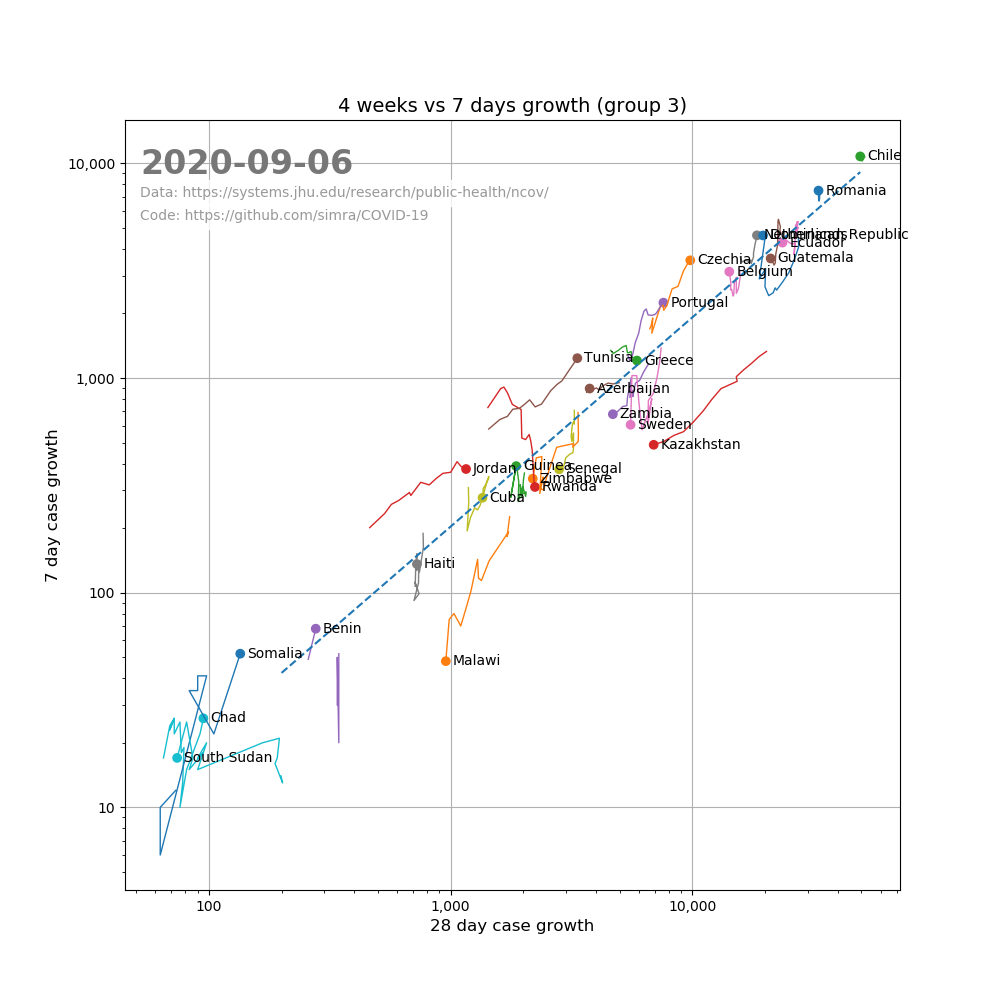 4 weeks vs 7 days growth (group 3)
2020-09-06
Data: https://systems.jhu.edu/research/public-health/ncov/
Code: https://github.com/simra/COVID-19
7 day case growth
10,000
1,000
100
10
Chile
Romania
Netherlands
Dominican Republic
Ecuador
Guatemala
Czechia
Belgium
Portugal
Tunisia
Greece
Azerbaijan
Zambia
Sweden
Kazakhstan
Jordan
Guinea
Senegal
Zimbabwe
Rwanda
Cuba
Haiti
Benin
Malawi
Somalia
Chad
South Sudan
100
1,000
10,000
28 day case growth